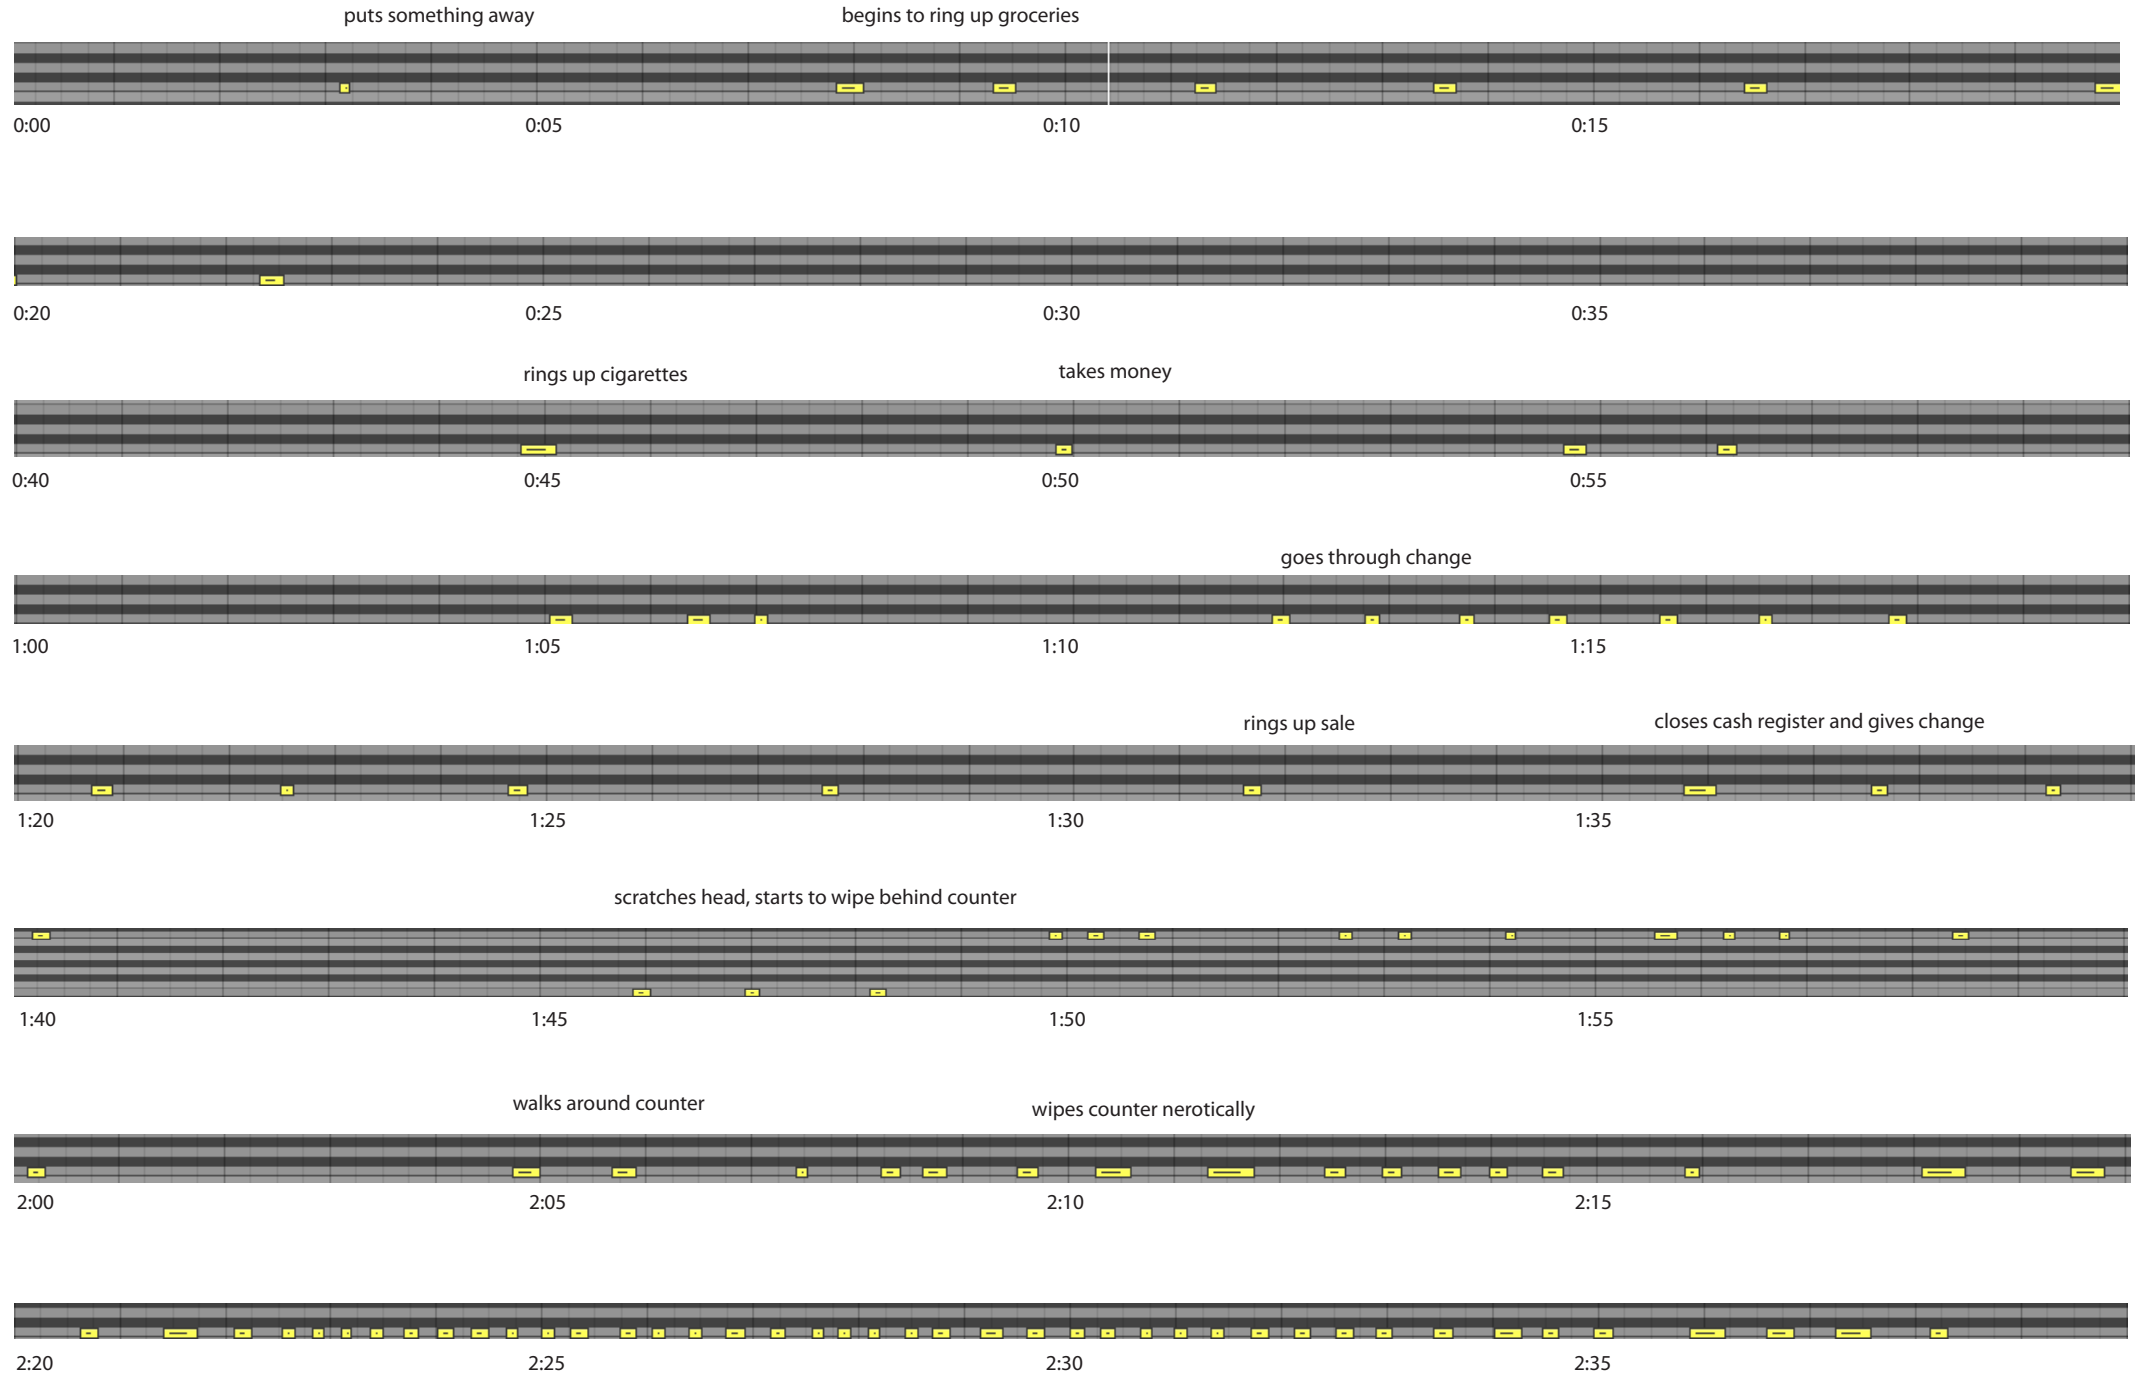 puts something away begins to ring up groceries
0:00 0:05 0:10 0:15
0:20 0:25 0:30 0:35
rings up cigarettes takes money
0:40 0:45 0:50 0:55
goes through change
1:00 1:05 1:10 1:15
rings up sale closes cash register and gives change
1:20 1:25 1:30 1:35
scratches head, starts to wipe behind counter
1:40 1:45 1:50 1:55
walks around counter wipes counter nerotically
2:00 2:05 2:10 2:15
2:20 2:25 2:30 2:35